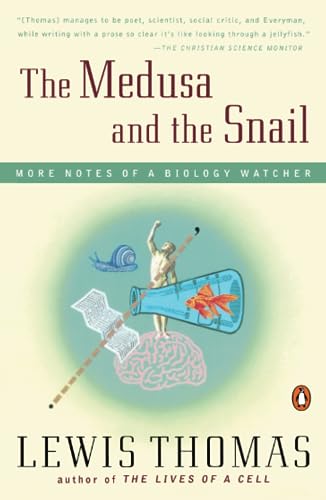 "(Thomas) manages to be poet, scientist, social critic, and Everyman,
while writing with a prose so clear it's like looking through a jellyfish."
—THE CHRISTIAN SCIENCE MONITOR
The Medusa
and the Snail
MORE NOTES OF A BIOLOGY WATCHER
LEWIS THOMAS
author of THE LIVES OF A CELL